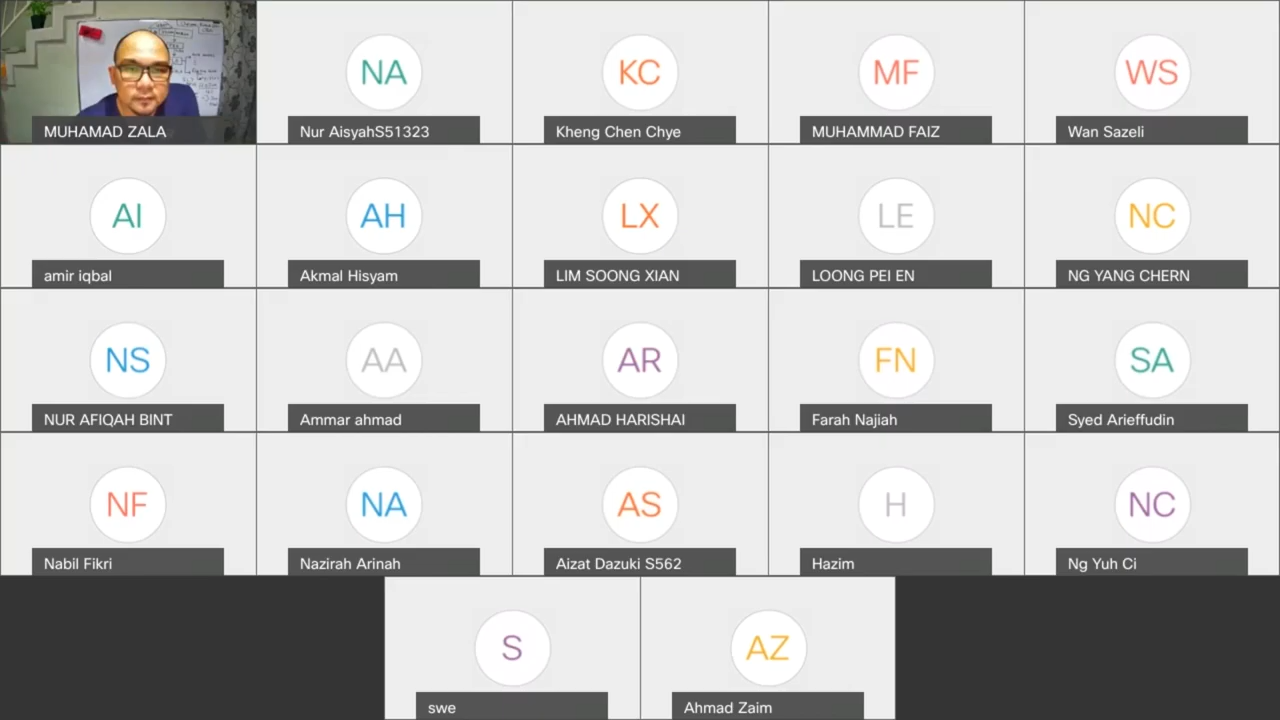 MUHAMAD ZALA
NA
Nur AisyahS51323
KC
Kheng Chen Chye
MF
MUHAMMAD FAIZ
WS
Wan Sazeli
AI
amir iqbal
AH
Akmal Hisyam
LX
LIM SOONG XIAN
LE
LOONG PEI EN
NC
NG YANG CHERN
NS
NUR AFIQAH BINT
AA
Ammar ahmad
AR
AHMAD HARISHAI
FN
Farah Najiah
SA
Syed Arieffudin
NF
Nabil Fikri
NA
Nazirah Arinah
AS
Aizat Dazuki S562
H
Hazim
NC
Ng Yuh Ci
S
swe
AZ
Ahmad Zaim